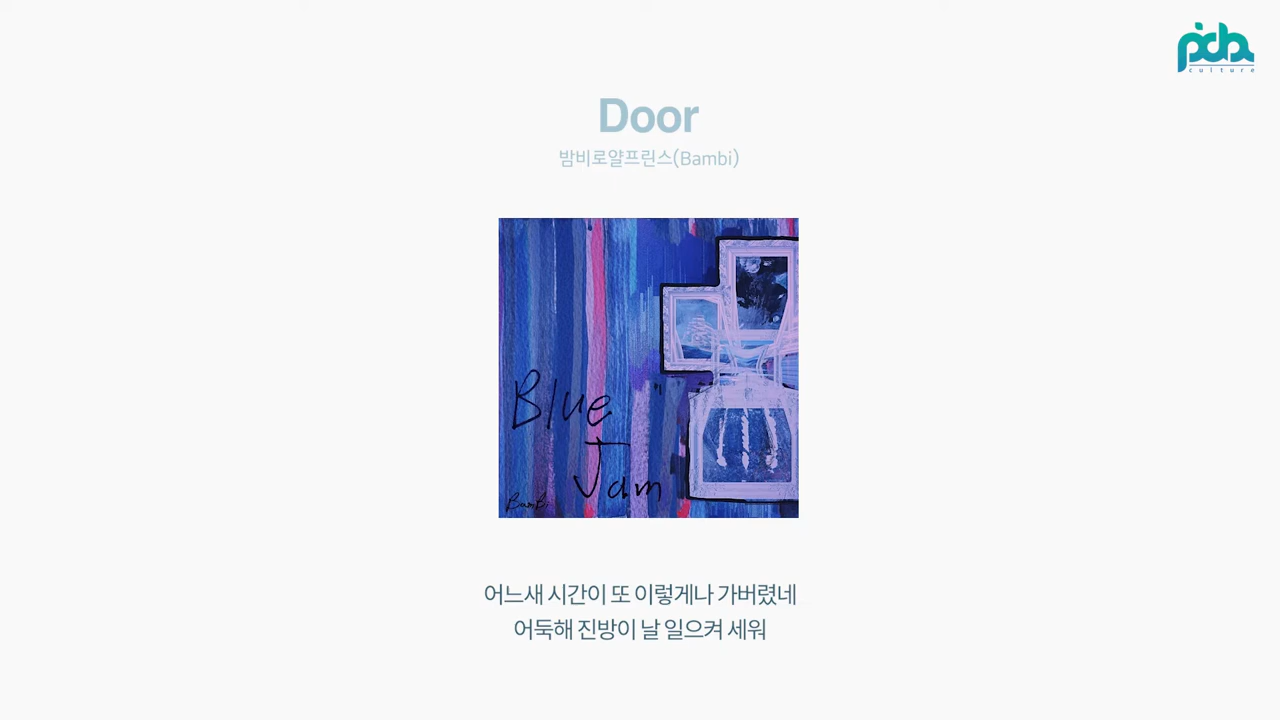 pida
culture
Door
밤비로얄프린스(Bambi)
Blue
Jam
BamBi
어느새 시간이 또 이렇게나 가버렸네
어둑해 진방이 날 일으켜 세워